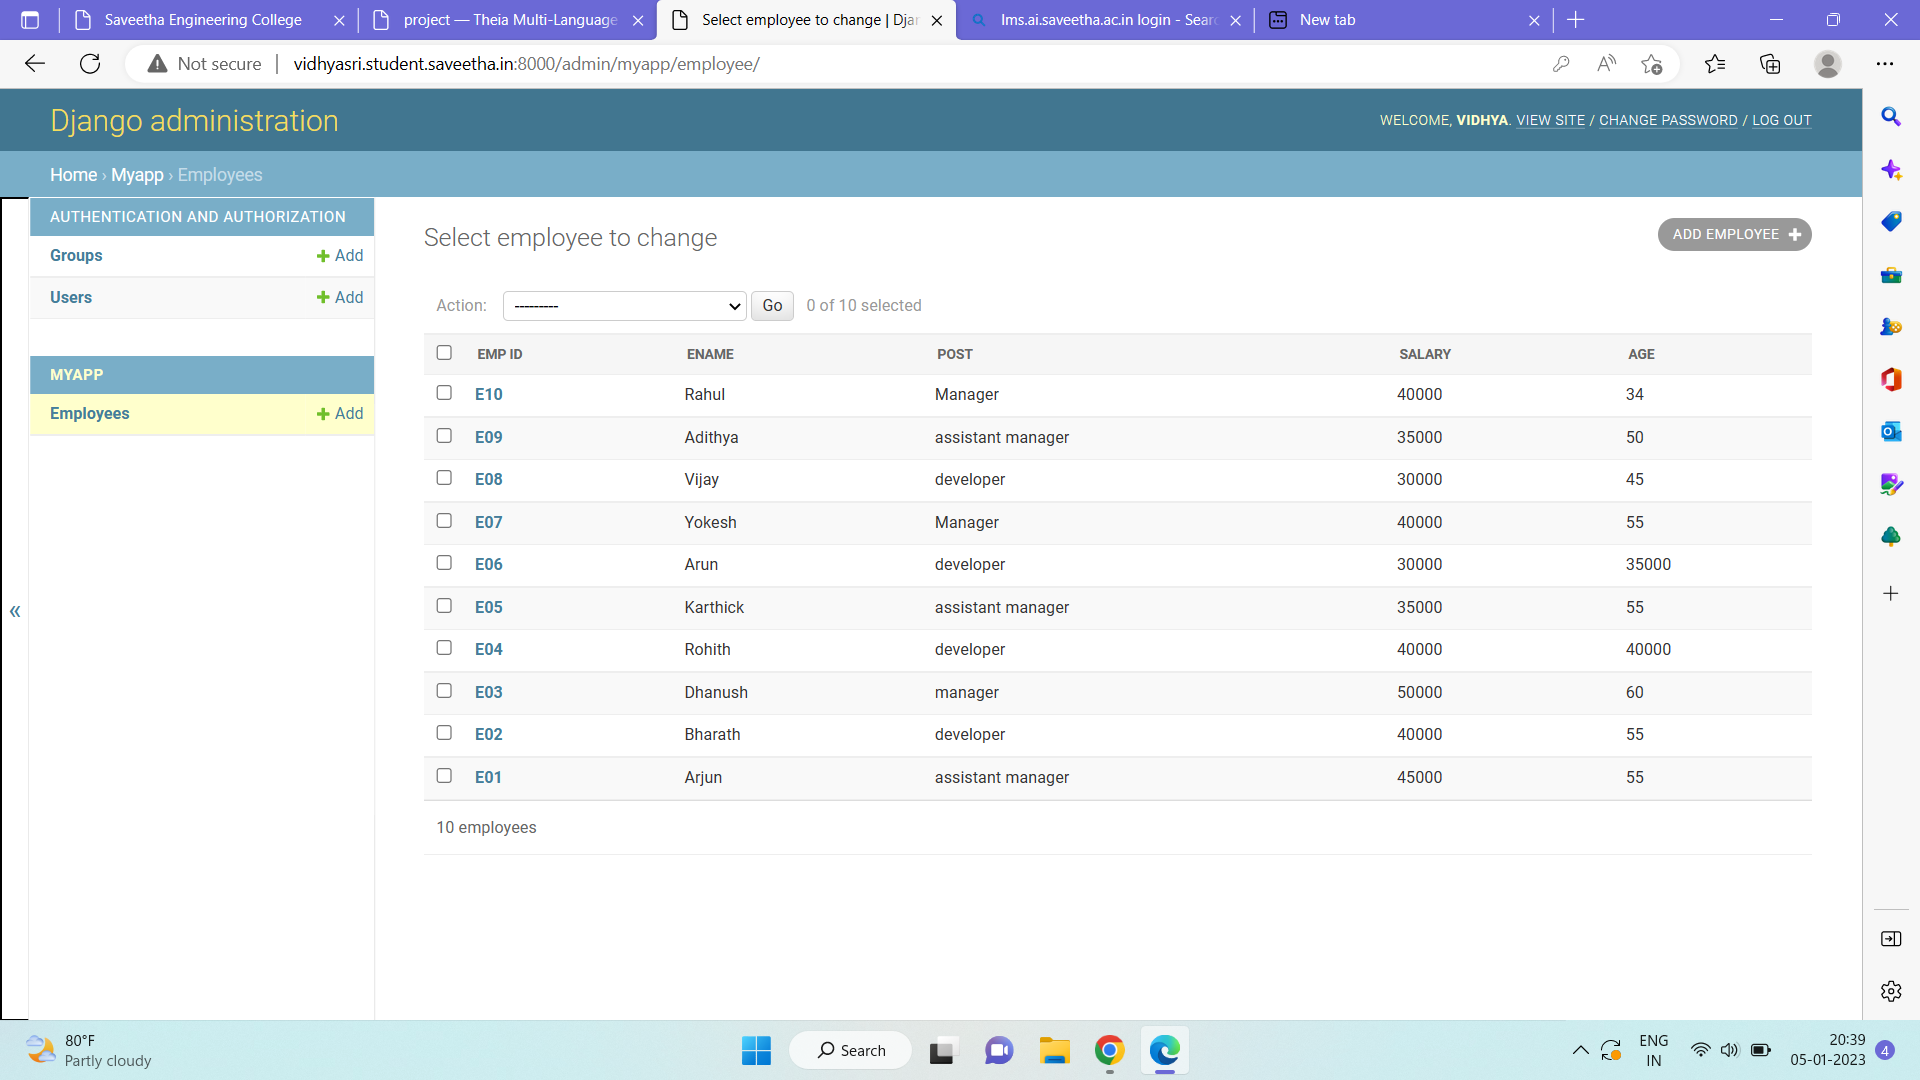 Saveetha Engineering College
project — Theia Multi-Language
Select employee to change | Djar
lms.ai.saveetha.ac.in login - Searc
New tab
Not secure
vidhyasri.student.saveetha.in:8000/admin/myapp/employee/
Django administration
WELCOME, VIDHYA. VIEW SITE / CHANGE PASSWORD / LOG OUT
Home › Myapp › Employees
AUTHENTICATION AND AUTHORIZATION
Groups + Add
Users + Add
MYAPP
Employees + Add
«
Select employee to change
ADD EMPLOYEE +
Action: --------- Go 0 of 10 selected
EMP ID ENAME POST SALARY AGE
E10 Rahul Manager 40000 34
E09 Adithya assistant manager 35000 50
E08 Vijay developer 30000 45
E07 Yokesh Manager 40000 55
E06 Arun developer 30000 35000
E05 Karthick assistant manager 35000 55
E04 Rohith developer 40000 40000
E03 Dhanush manager 50000 60
E02 Bharath developer 40000 55
E01 Arjun assistant manager 45000 55
10 employees
80°F
Partly cloudy
Search
ENG
IN
20:39
05-01-2023
4